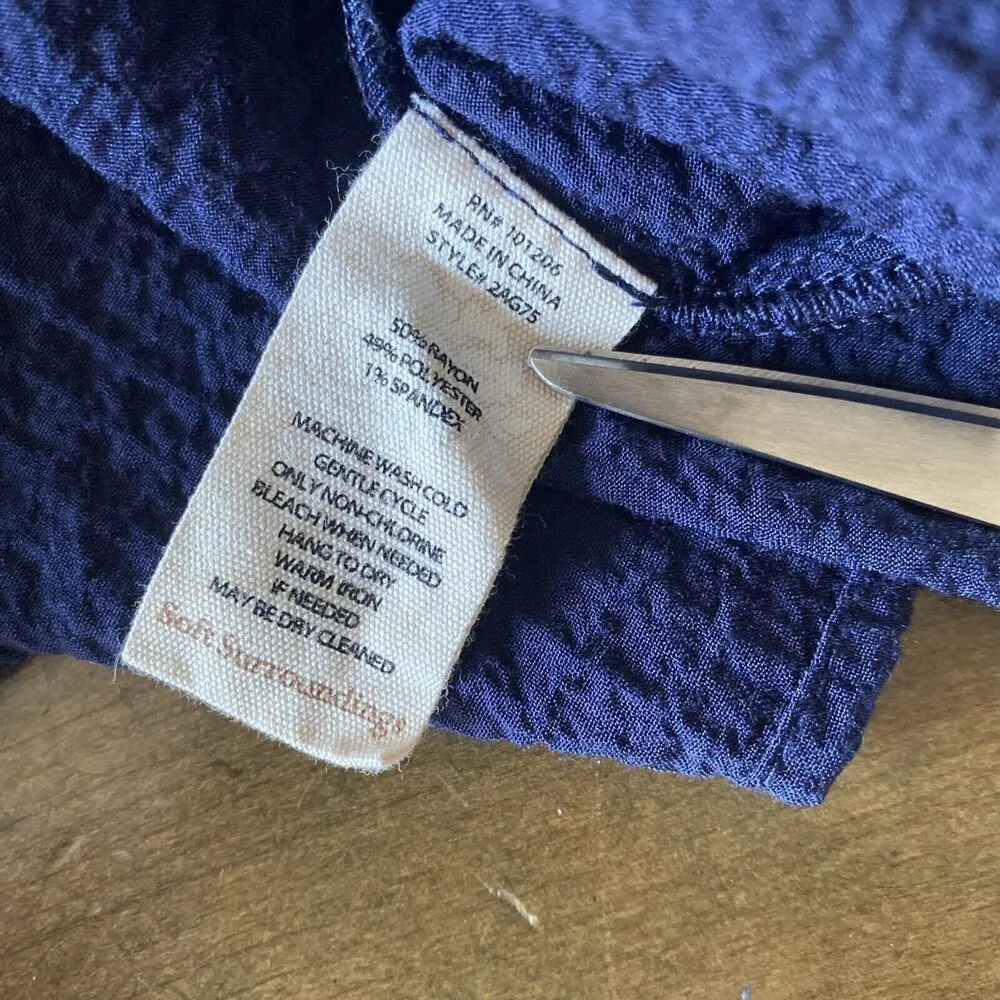 RN# 101206
MADE IN CHINA
STYLE# 2AG75
50% RAYON
49% POLYESTER
1% SPANDEX
MACHINE WASH COLD
GENTLE CYCLE
ONLY NON-CHLORINE
BLEACH WHEN NEEDED
HANG TO DRY
WARM IRON
IF NEEDED
MAY BE DRY CLEANED
Soft Surroundings